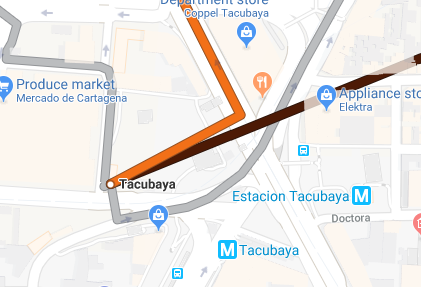 Department store
Coppel Tacubaya
Produce market
Mercado de Cartagena
Appliance sto
Elektra
Tacubaya
Estacion Tacubaya M
Doctora
M Tacubaya